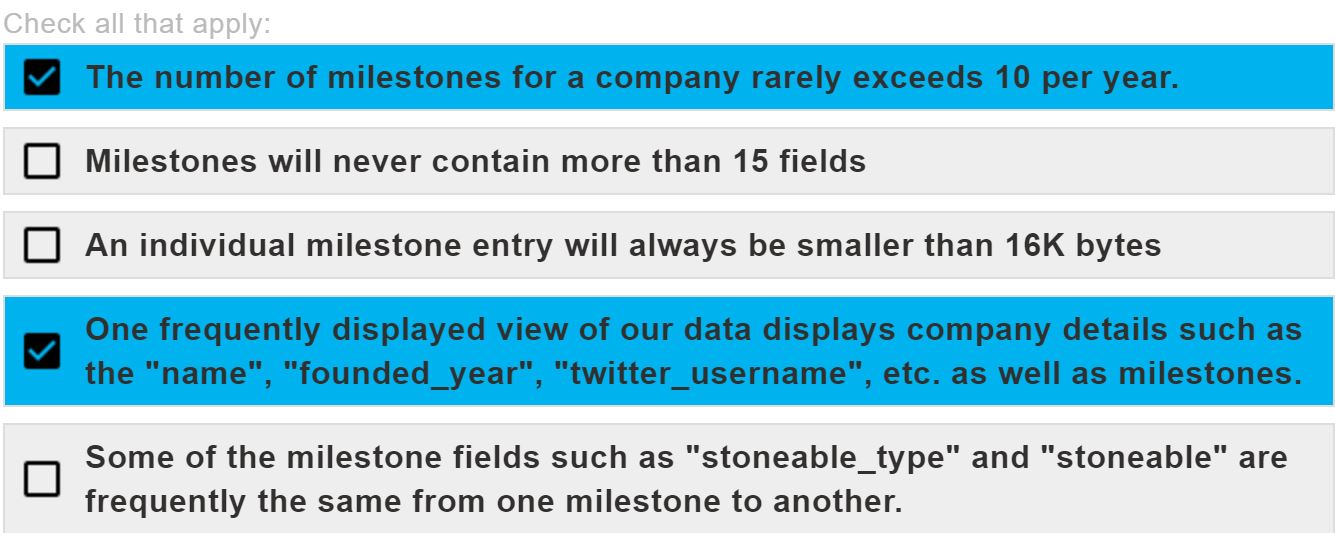 Check all that apply:
The number of milestones for a company rarely exceeds 10 per year.
Milestones will never contain more than 15 fields
An individual milestone entry will always be smaller than 16K bytes
One frequently displayed view of our data displays company details such as
the "name", "founded_year", "twitter_username", etc. as well as milestones.
Some of the milestone fields such as "stoneable_type" and "stoneable" are
frequently the same from one milestone to another.